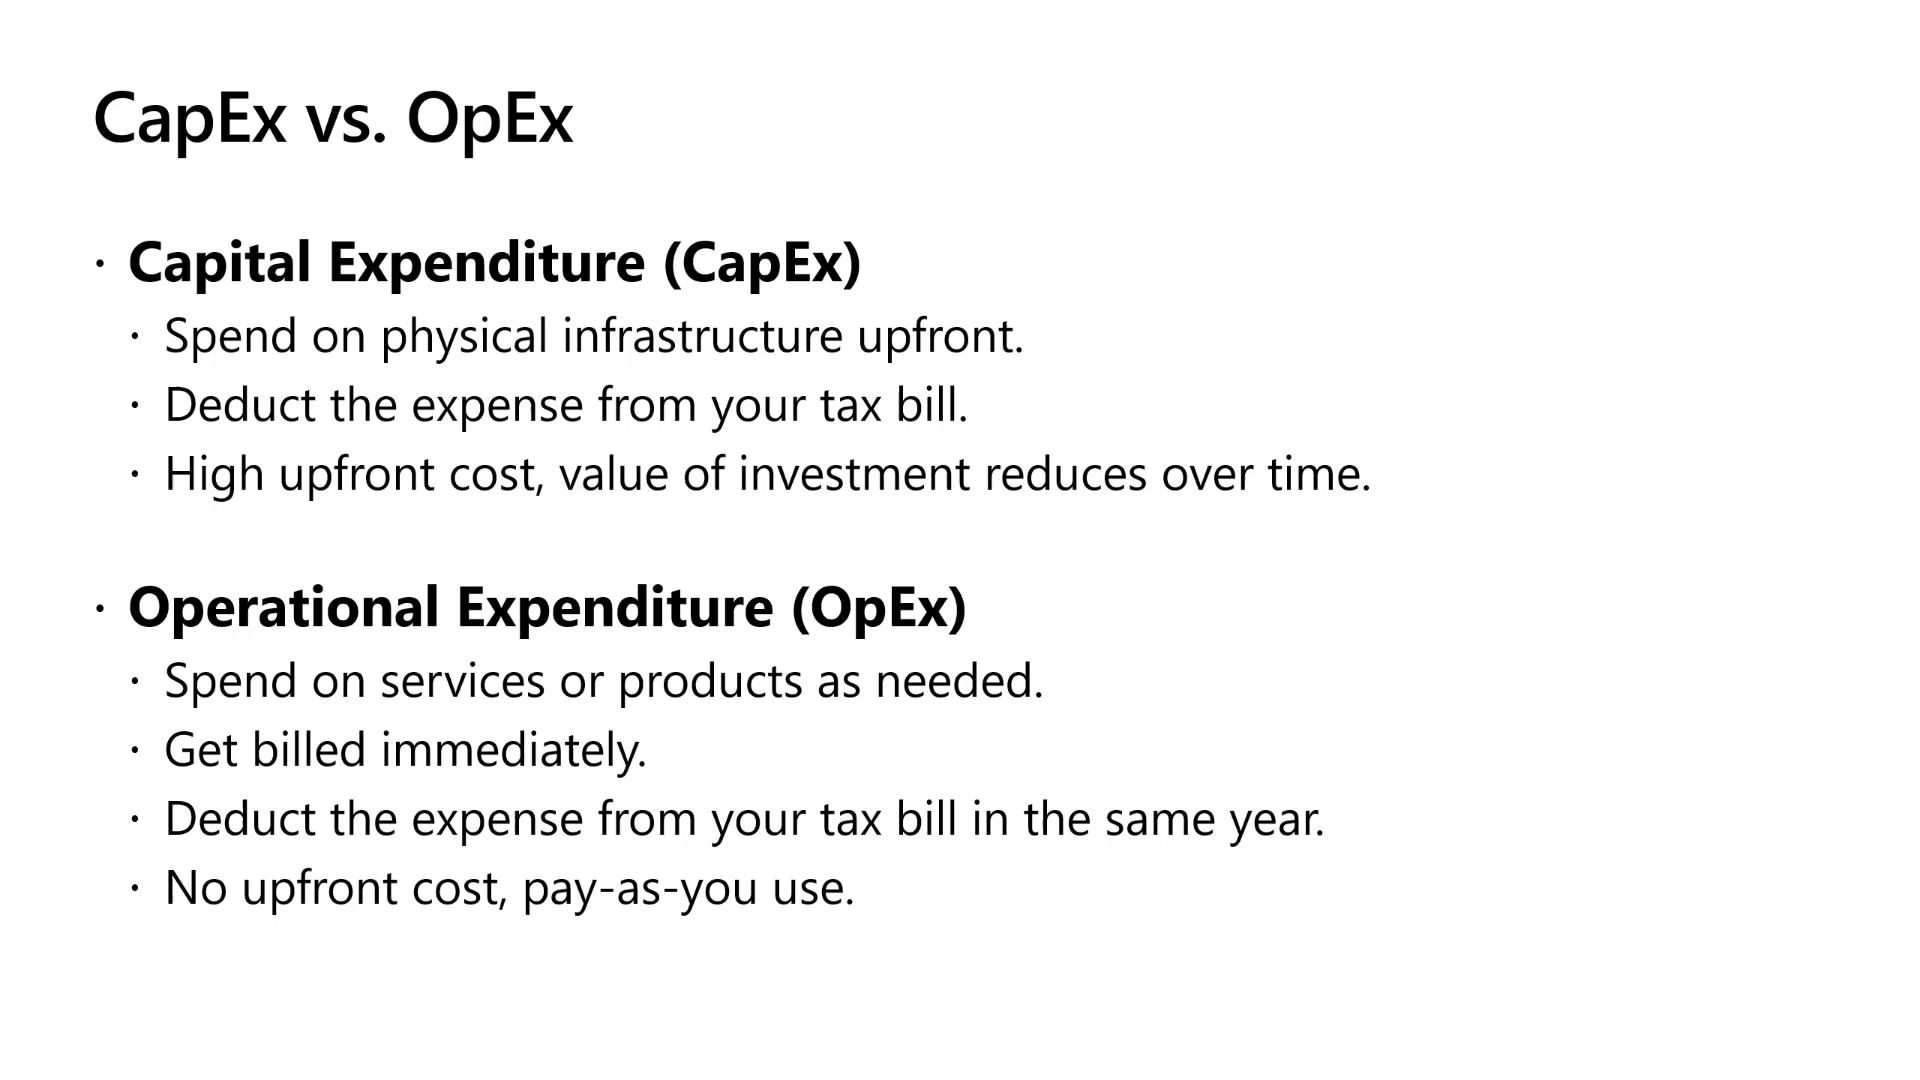 CapEx vs. OpEx
· Capital Expenditure (CapEx)
· Spend on physical infrastructure upfront.
· Deduct the expense from your tax bill.
· High upfront cost, value of investment reduces over time.
· Operational Expenditure (OpEx)
· Spend on services or products as needed.
· Get billed immediately.
· Deduct the expense from your tax bill in the same year.
· No upfront cost, pay-as-you use.